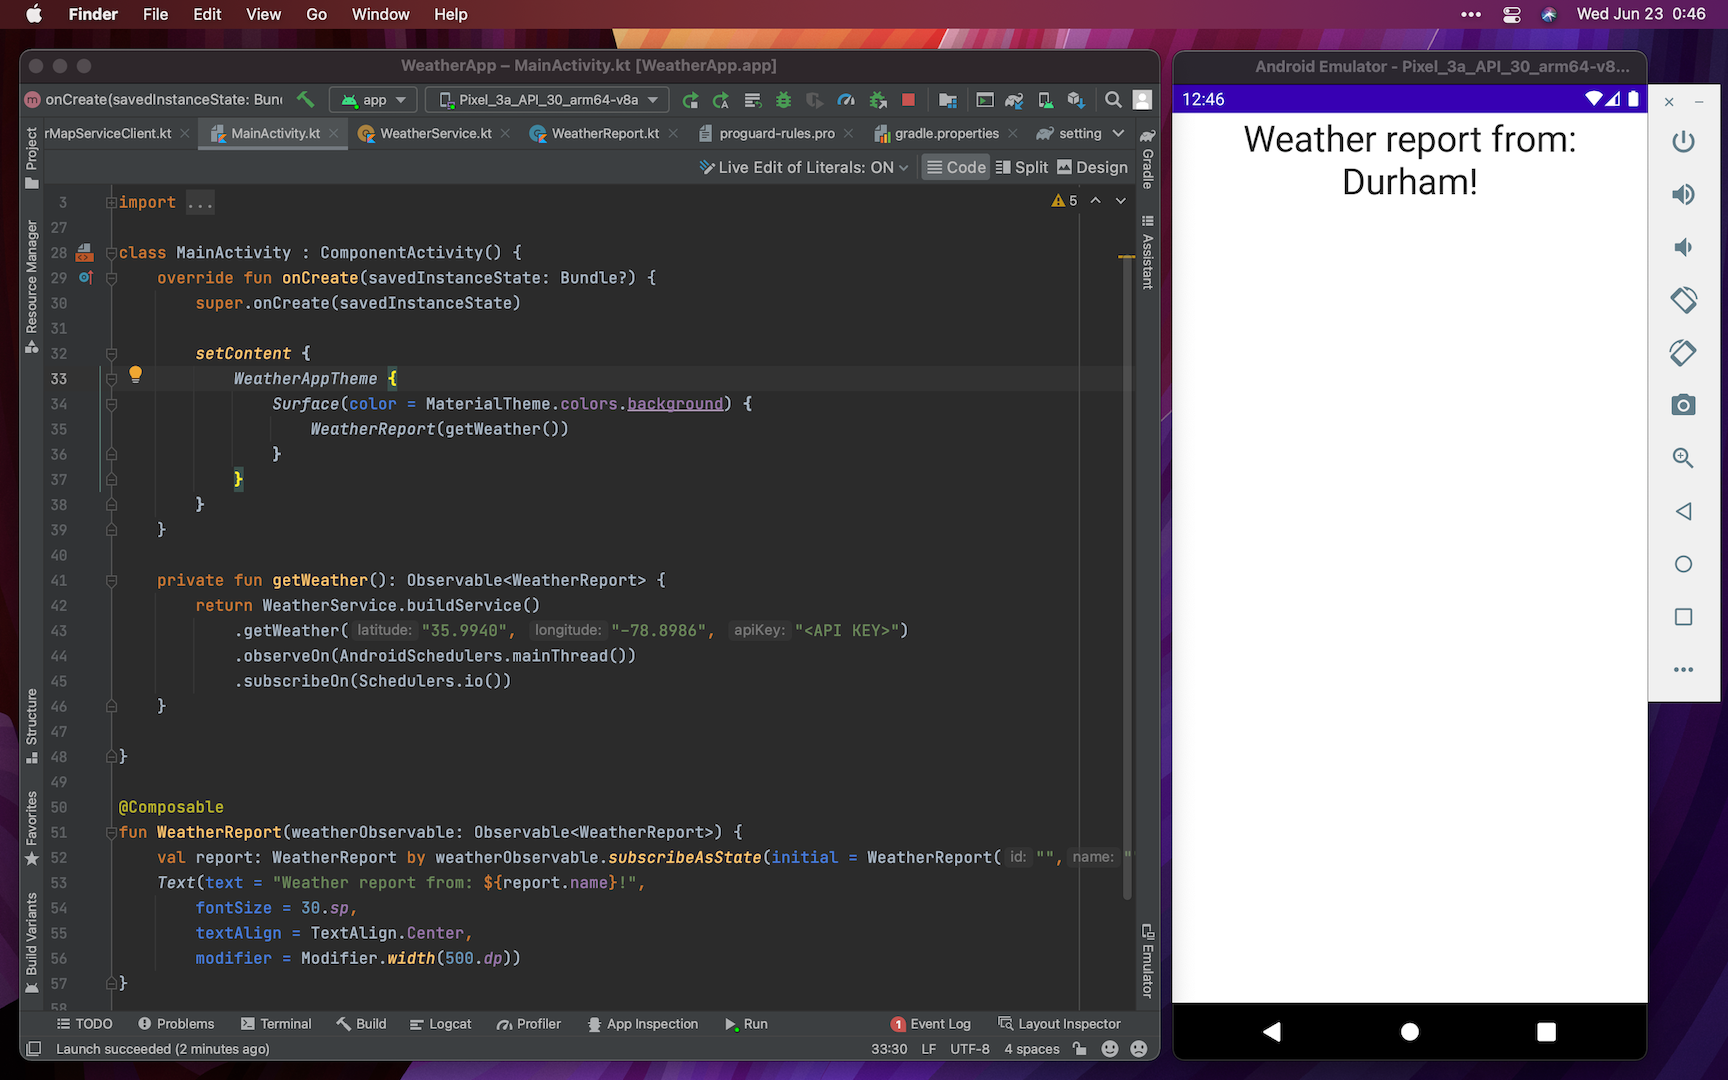 Finder File Edit View Go Window Help
Wed Jun 23 0:46
WeatherApp – MainActivity.kt [WeatherApp.app]
m onCreate(savedInstanceState: Bun
app
Pixel_3a_API_30_arm64-v8a
rMapServiceClient.kt
MainActivity.kt
WeatherService.kt
WeatherReport.kt
proguard-rules.pro
gradle.properties
setting
Live Edit of Literals: ON
Code
Split
Design
5
3 import ...
27
28 class MainActivity : ComponentActivity() {
29 override fun onCreate(savedInstanceState: Bundle?) {
30 super.onCreate(savedInstanceState)
31
32 setContent {
33 WeatherAppTheme {
34 Surface(color = MaterialTheme.colors.background) {
35 WeatherReport(getWeather())
36 }
37 }
38 }
39 }
40
41 private fun getWeather(): Observable<WeatherReport> {
42 return WeatherService.buildService()
43 .getWeather( latitude: "35.9940", longitude: "-78.8986", apiKey: "<API KEY>")
44 .observeOn(AndroidSchedulers.mainThread())
45 .subscribeOn(Schedulers.io())
46 }
47
48 }
49
50 @Composable
51 fun WeatherReport(weatherObservable: Observable<WeatherReport>) {
52 val report: WeatherReport by weatherObservable.subscribeAsState(initial = WeatherReport( id: "", name: "
53 Text(text = "Weather report from: ${report.name}!",
54 fontSize = 30.sp,
55 textAlign = TextAlign.Center,
56 modifier = Modifier.width(500.dp))
57 }
58
Project
Resource Manager
Structure
Favorites
Build Variants
Gradle
Assistant
Emulator
TODO
Problems
Terminal
Build
Logcat
Profiler
App Inspection
Run
1 Event Log
Layout Inspector
Launch succeeded (2 minutes ago)
33:30 LF UTF-8 4 spaces
Android Emulator - Pixel_3a_API_30_arm64-v8...
12:46
Weather report from:
Durham!